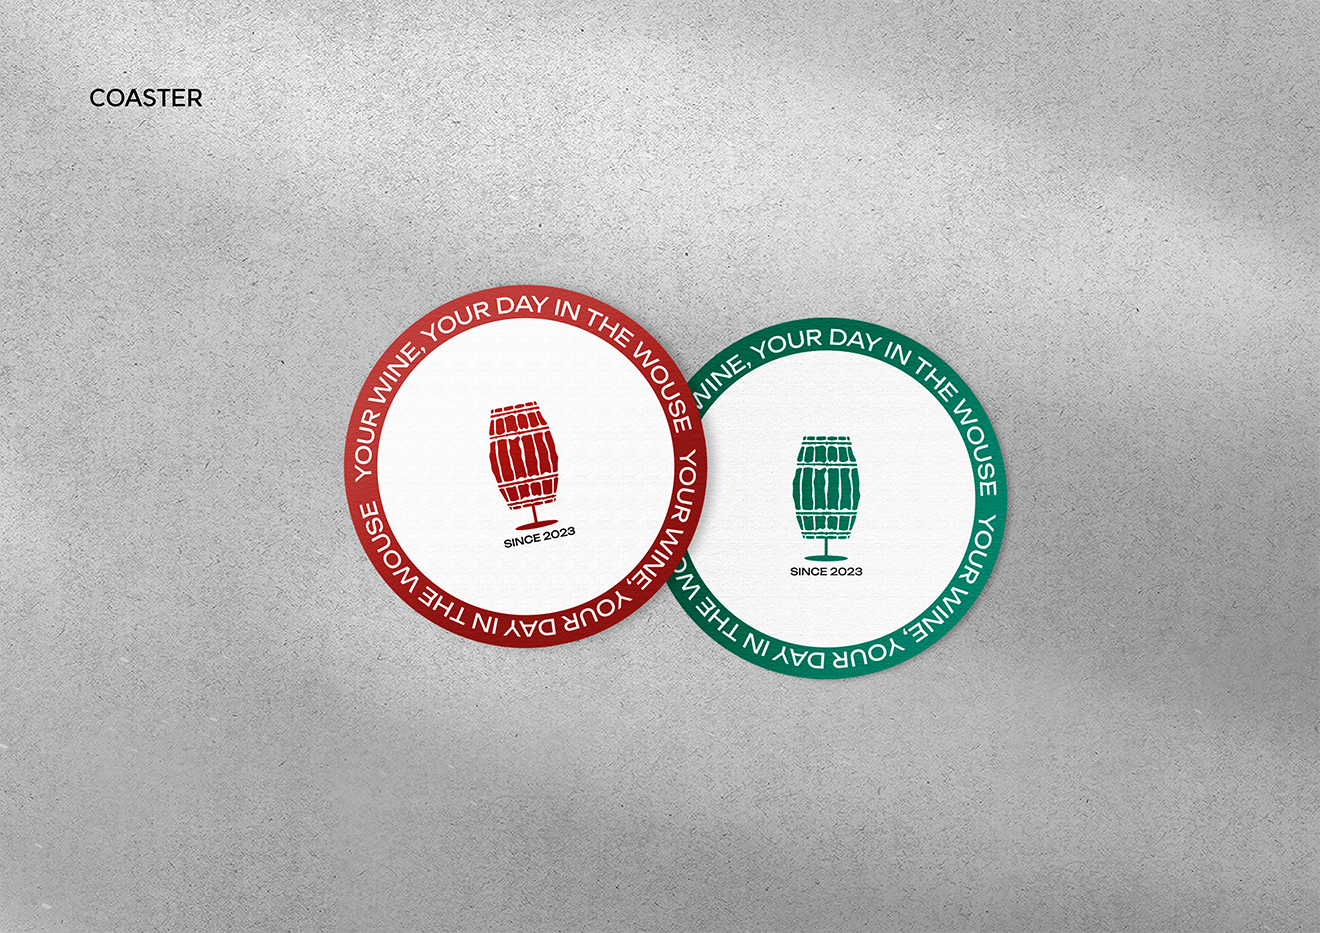 COASTER
YOUR WINE, YOUR DAY IN THE WOUSE
YOUR WINE, YOUR DAY IN THE WOUSE
SINCE 2023
WINE, YOUR DAY IN THE WOUSE
YOUR WINE, YOUR DAY IN THE WO
SINCE 2023